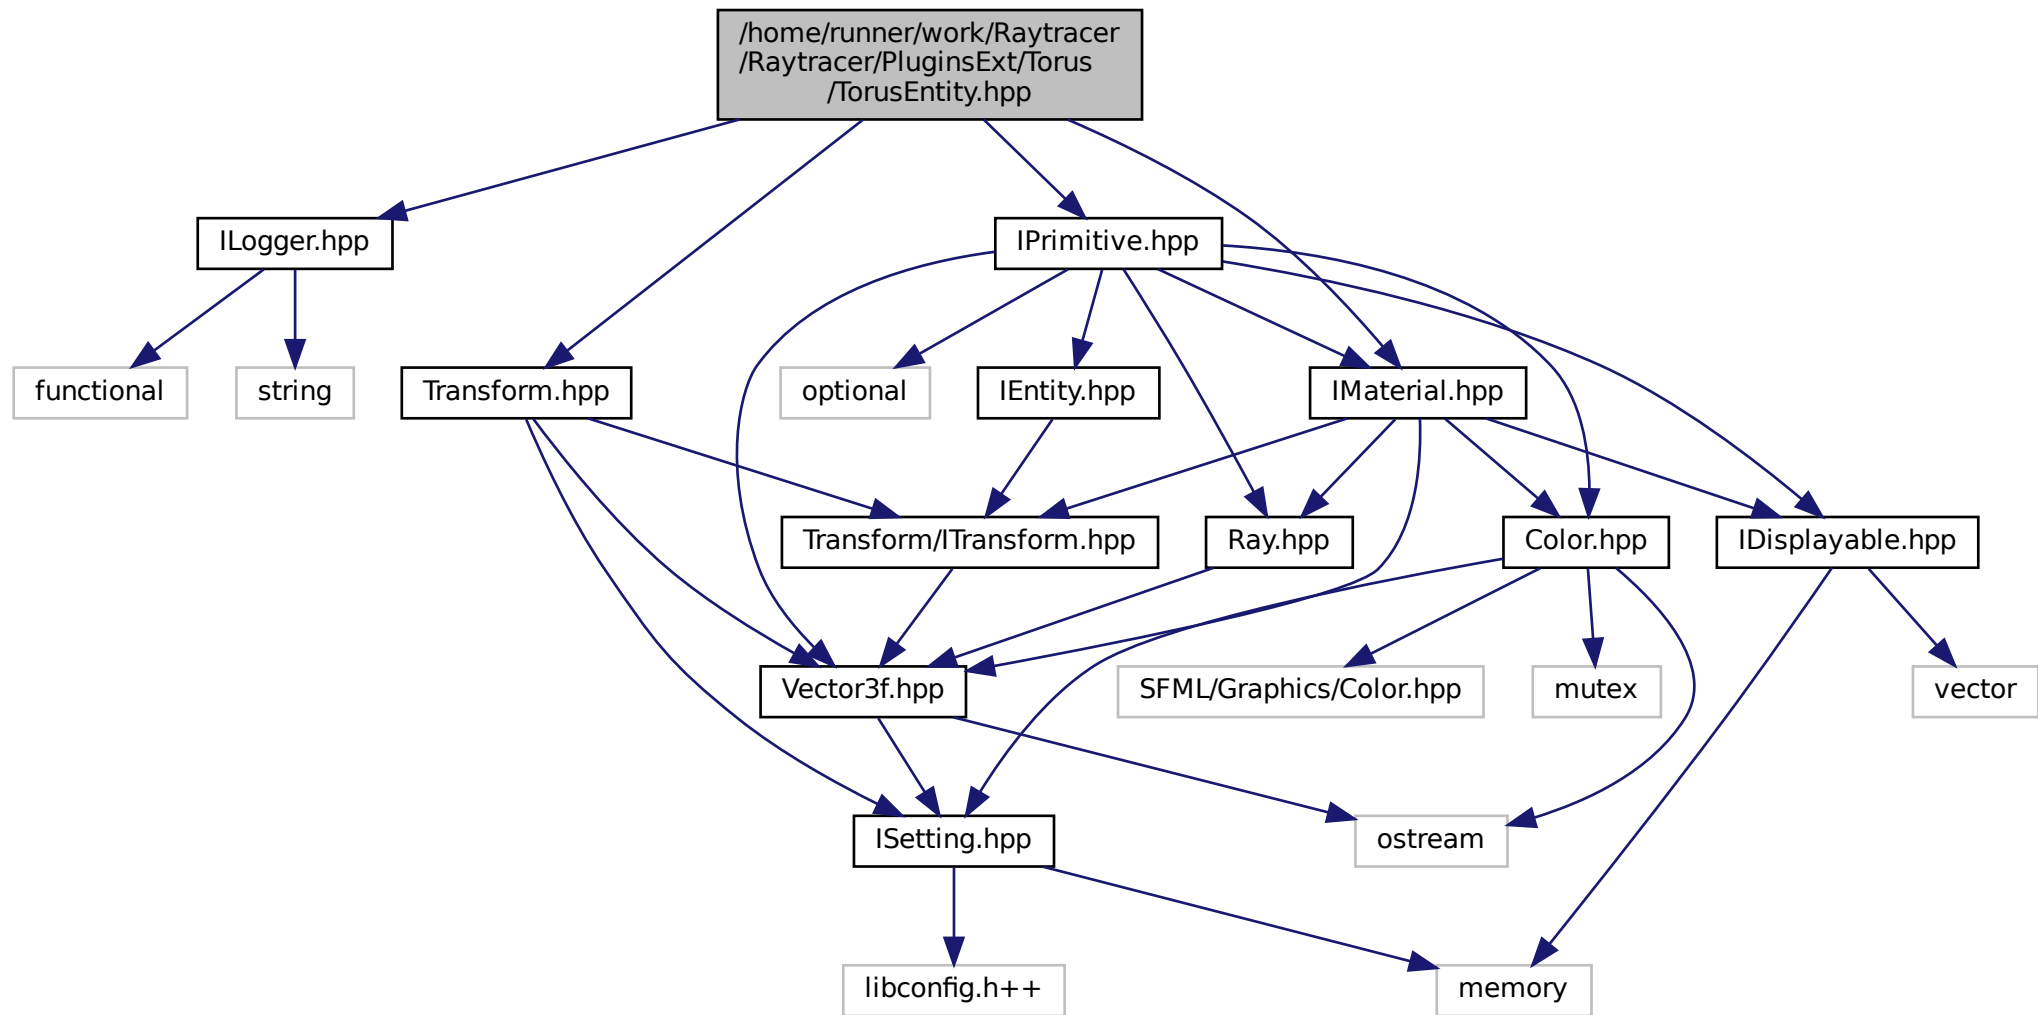 /home/runner/work/Raytracer
/Raytracer/PluginsExt/Torus
/TorusEntity.hpp
ILogger.hpp
IPrimitive.hpp
functional
string
Transform.hpp
optional
IEntity.hpp
IMaterial.hpp
Transform/ITransform.hpp
Ray.hpp
Color.hpp
IDisplayable.hpp
Vector3f.hpp
SFML/Graphics/Color.hpp
mutex
vector
ISetting.hpp
ostream
libconfig.h++
memory